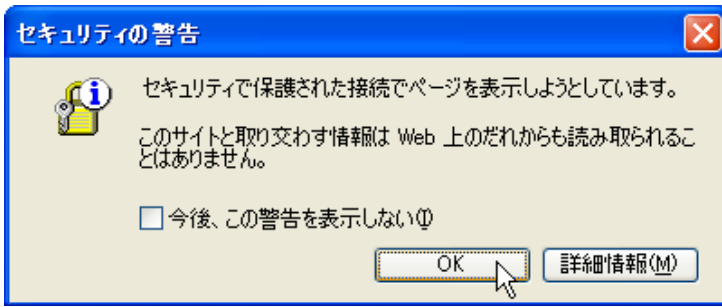 セキュリティの警告
セキュリティで保護された接続でページを表示しようとしています。
このサイトと取り交わす情報は Web 上のだれからも読み取られるこ
とはありません。
今後、この警告を表示しない(I)
OK
詳細情報(M)